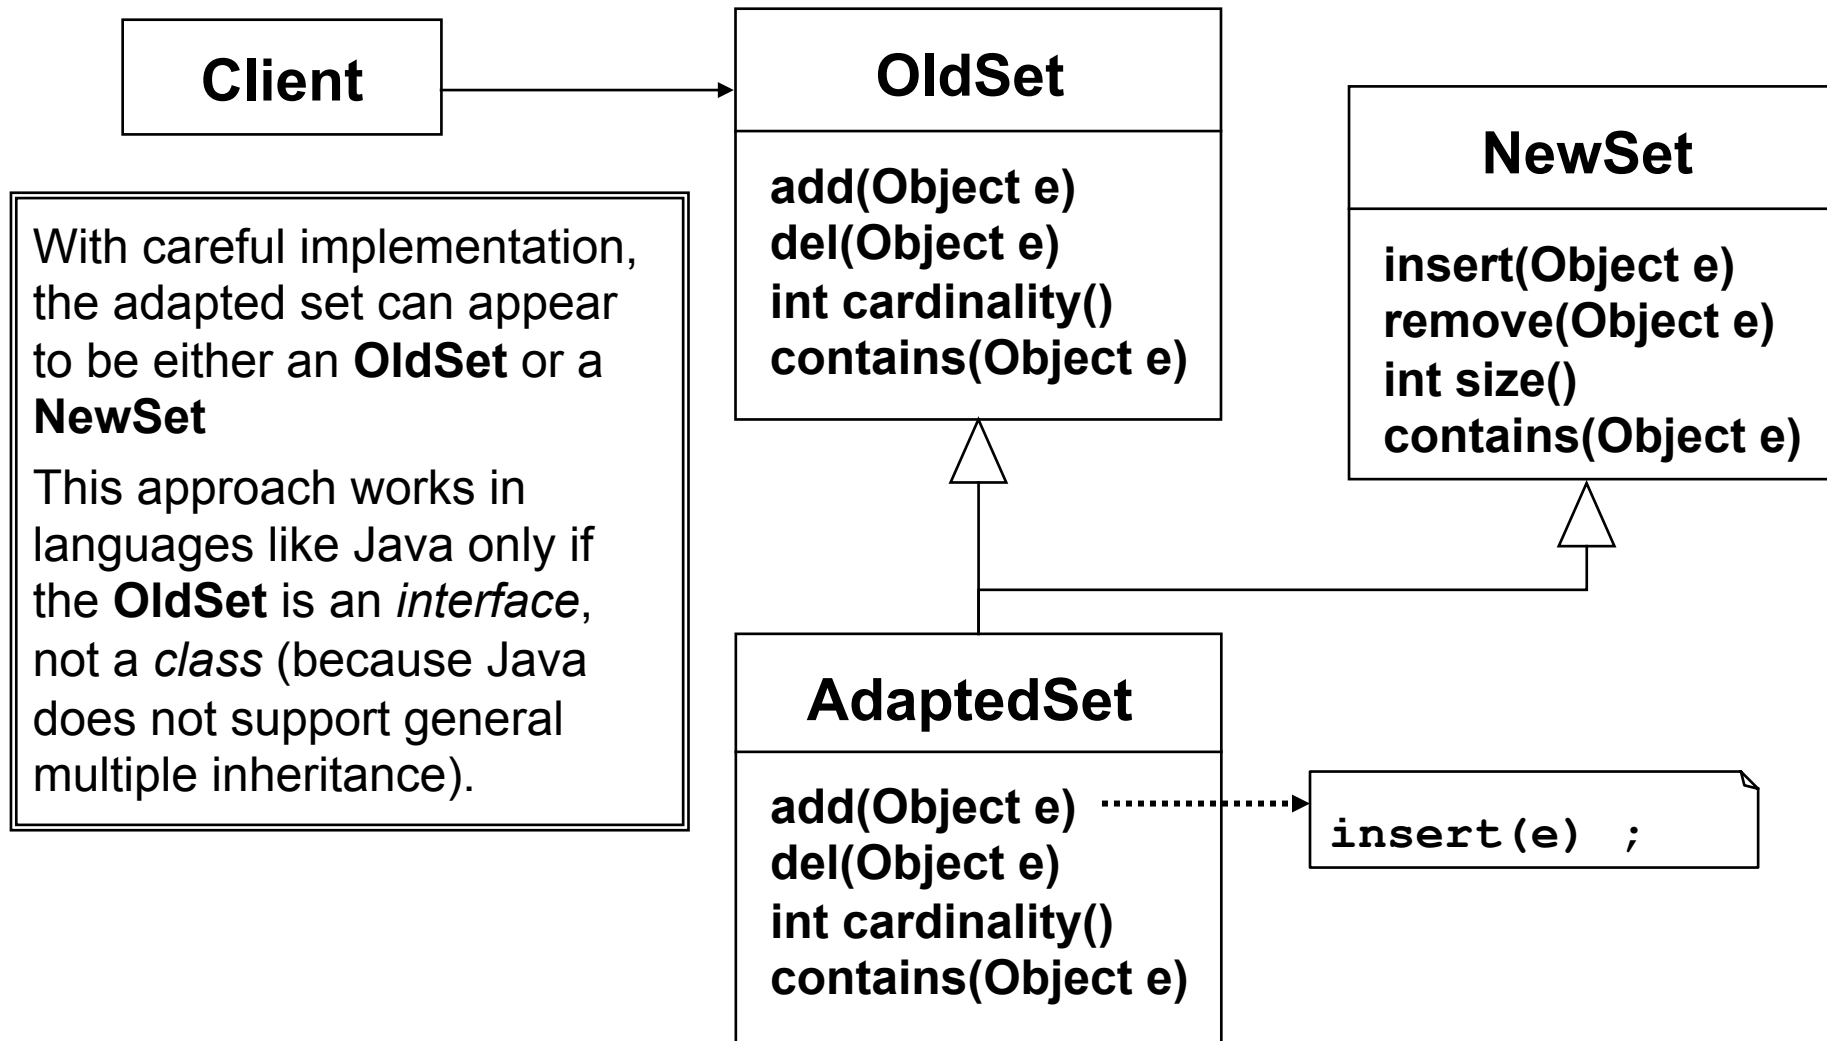 Client
OldSet
add(Object e)
del(Object e)
int cardinality()
contains(Object e)
NewSet
insert(Object e)
remove(Object e)
int size()
contains(Object e)
With careful implementation,
the adapted set can appear
to be either an OldSet or a
NewSet
This approach works in
languages like Java only if
the OldSet is an interface,
not a class (because Java
does not support general
multiple inheritance).
AdaptedSet
add(Object e)
del(Object e)
int cardinality()
contains(Object e)
insert(e) ;